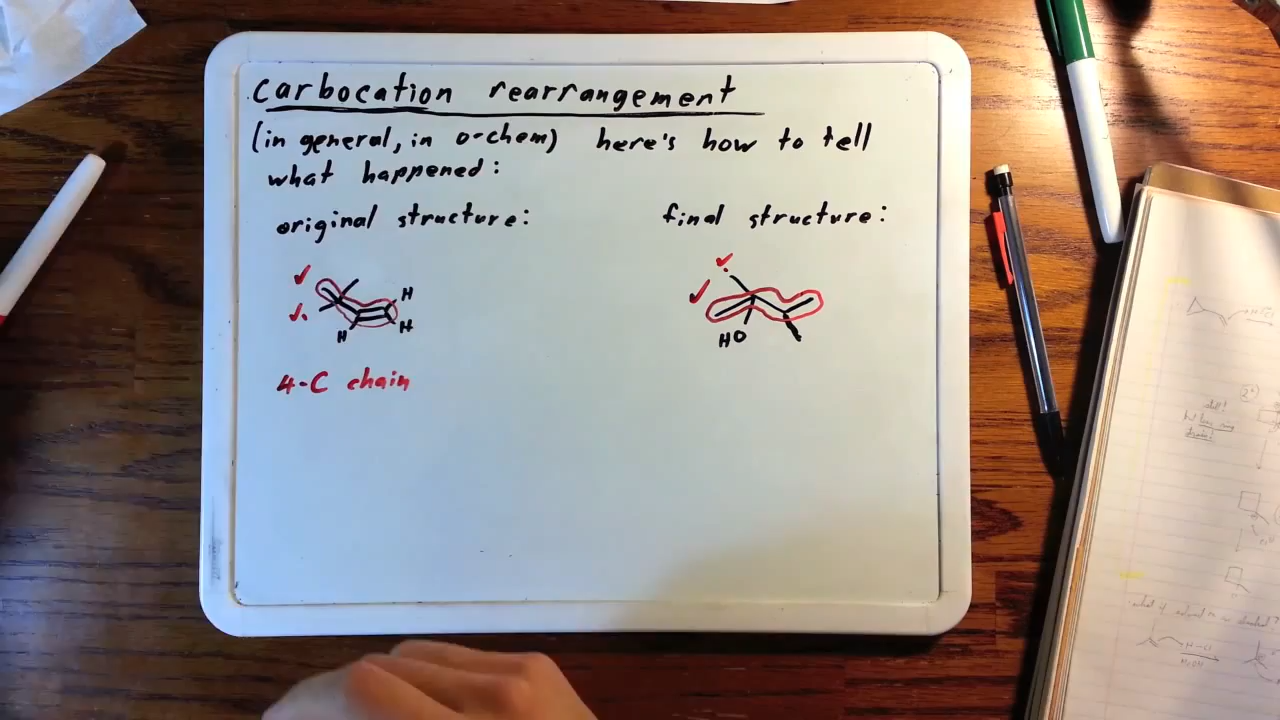 carbocation rearrangement
(in general, in o-chem) here's how to tell
what happened:
original structure: final structure:
H
H
H
HO
4-C chain